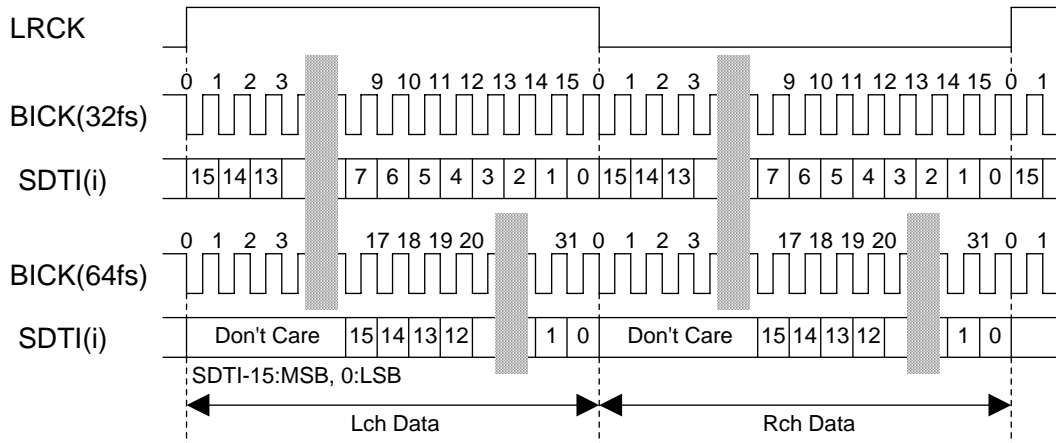 LRCK
0 1 2 3 9 10 11 12 13 14 15 0 1 2 3 9 10 11 12 13 14 15 0 1
BICK(32fs)
SDTI(i) 15 14 13 7 6 5 4 3 2 1 0 15 14 13 7 6 5 4 3 2 1 0 15
0 1 2 3 17 18 19 20 31 0 1 2 3 17 18 19 20 31 0 1
BICK(64fs)
SDTI(i) Don't Care 15 14 13 12 1 0 Don't Care 15 14 13 12 1 0
SDTI-15:MSB, 0:LSB
Lch Data Rch Data